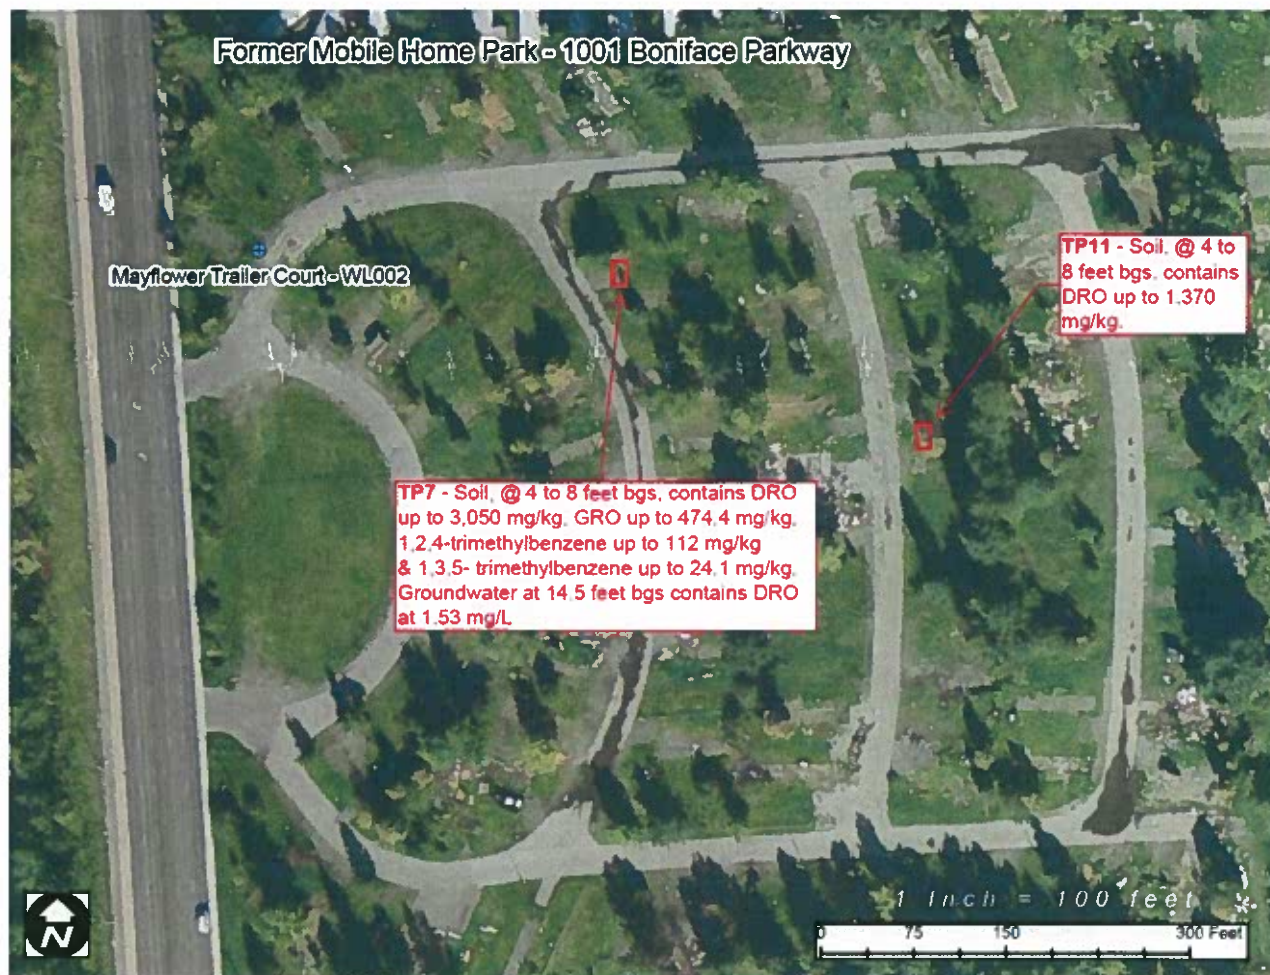 Former Mobile Home Park - 1001 Boniface Parkway
Mayflower Trailer Court - WL002
TP11 - Soil, @ 4 to
8 feet bgs, contains
DRO up to 1,370
mg/kg.
TP7 - Soil, @ 4 to 8 feet bgs, contains DRO
up to 3,050 mg/kg, GRO up to 474.4 mg/kg,
1,2,4-trimethylbenzene up to 112 mg/kg
& 1,3,5- trimethylbenzene up to 24.1 mg/kg.
Groundwater at 14.5 feet bgs contains DRO
at 1.53 mg/L
N
1 Inch = 100 feet
0 75 150 300 Feet